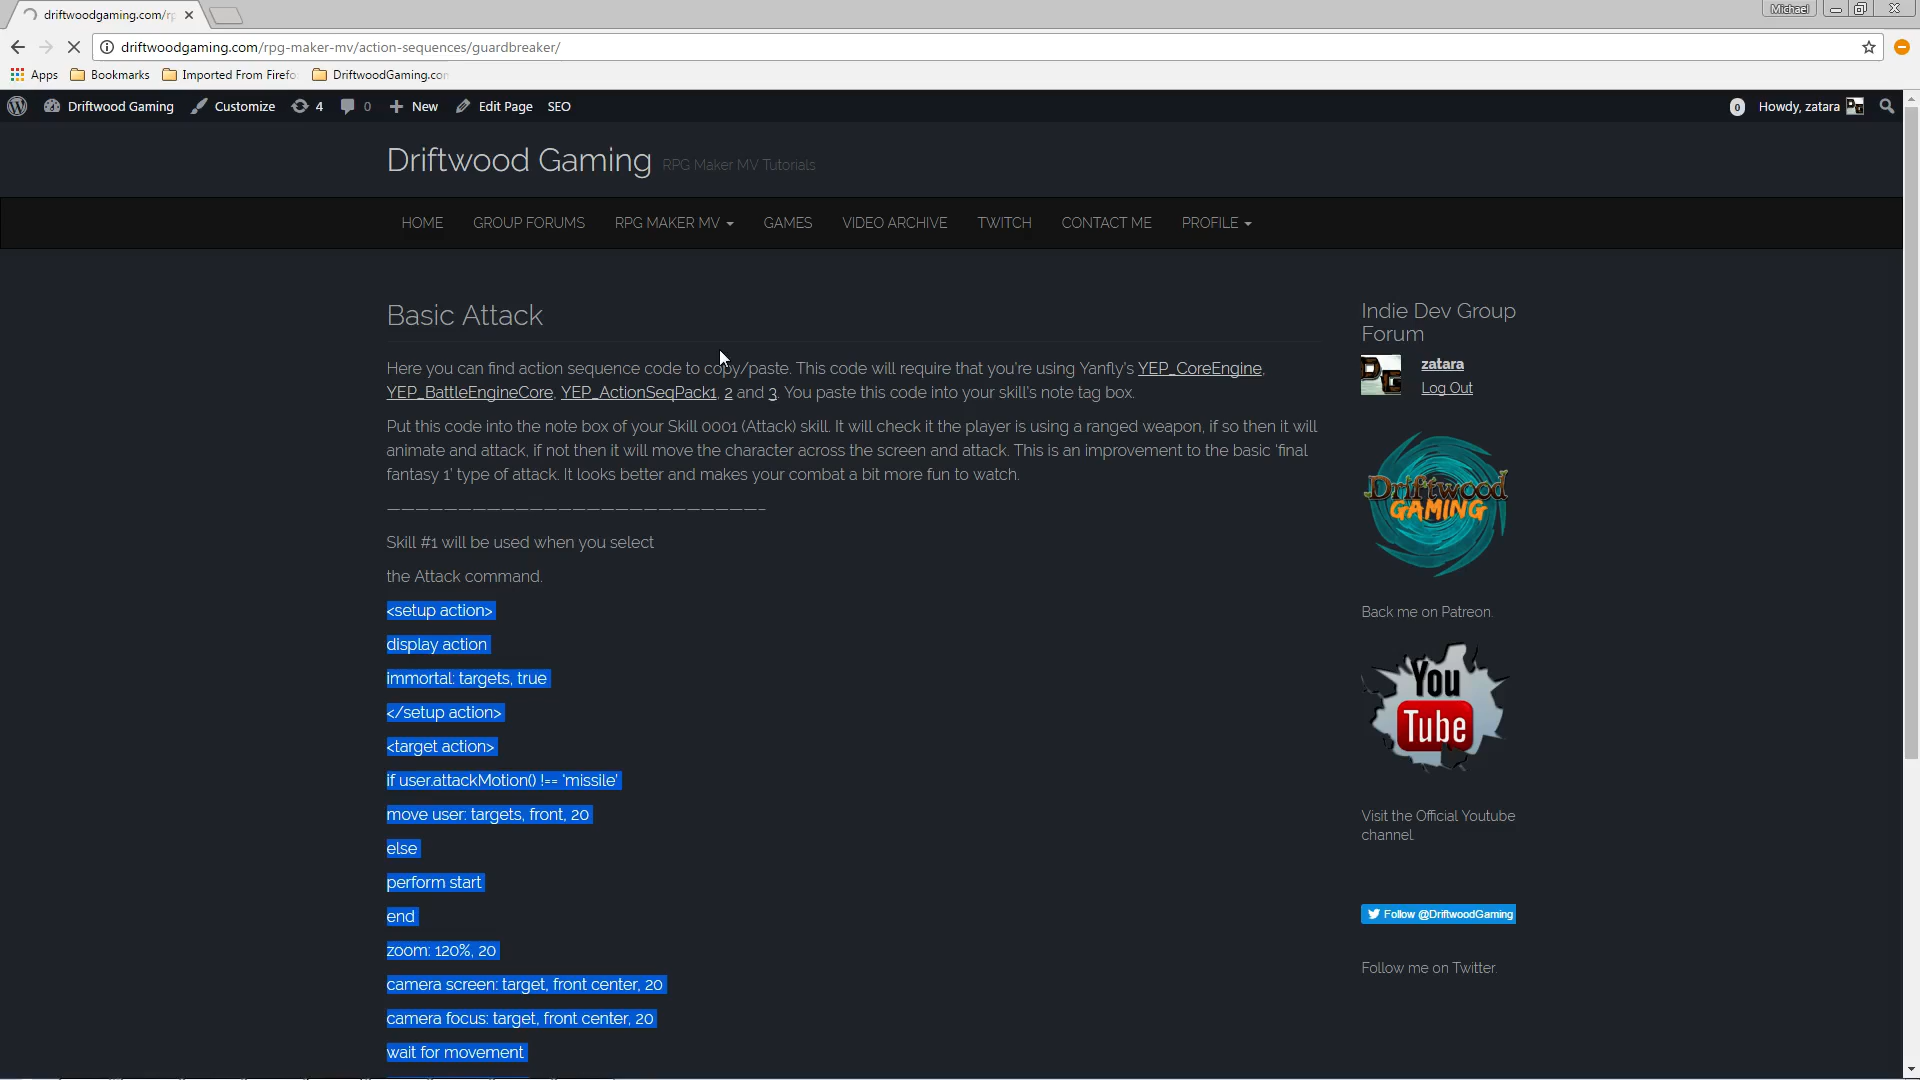 driftwoodgaming.com/rp
Michael
driftwoodgaming.com/rpg-maker-mv/action-sequences/guardbreaker/
Apps Bookmarks Imported From Firefo DriftwoodGaming.con
Driftwood Gaming Customize 4 0 New Edit Page SEO 0 Howdy, zatara
Driftwood Gaming RPG Maker MV Tutorials
HOME GROUP FORUMS RPG MAKER MV GAMES VIDEO ARCHIVE TWITCH CONTACT ME PROFILE
Basic Attack
Here you can find action sequence code to copy/paste. This code will require that you're using Yanfly's YEP_CoreEngine,
YEP_BattleEngineCore, YEP_ActionSeqPack1, 2 and 3. You paste this code into your skill's note tag box.
Put this code into the note box of your Skill 0001 (Attack) skill. It will check it the player is using a ranged weapon, if so then it will
animate and attack, if not then it will move the character across the screen and attack. This is an improvement to the basic 'final
fantasy 1' type of attack. It looks better and makes your combat a bit more fun to watch.
——————————————————————————–
Skill #1 will be used when you select
the Attack command.
<setup action>
display action
immortal: targets, true
</setup action>
<target action>
if user.attackMotion() !== 'missile'
move user: targets, front, 20
else
perform start
end
zoom: 120%, 20
camera screen: target, front center, 20
camera focus: target, front center, 20
wait for movement
Indie Dev Group
Forum
DG
zatara
Log Out
Driftwood
GAMING
Back me on Patreon.
You
Tube
Visit the Official Youtube
channel.
Follow @DriftwoodGaming
Follow me on Twitter.